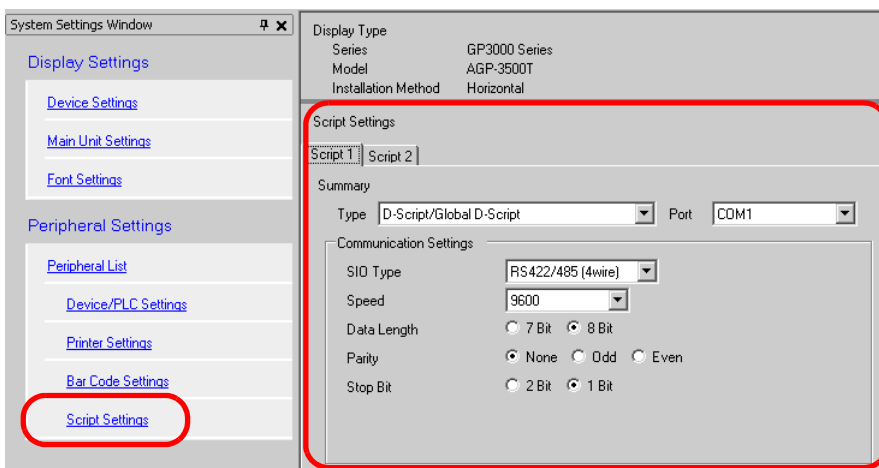 System Settings Window
Display Settings
Device Settings
Main Unit Settings
Font Settings
Peripheral Settings
Peripheral List
Device/PLC Settings
Printer Settings
Bar Code Settings
Script Settings
Display Type
Series GP3000 Series
Model AGP-3500T
Installation Method Horizontal
Script Settings
Script 1 Script 2
Summary
Type D-Script/Global D-Script Port COM1
Communication Settings
SIO Type RS422/485 (4wire)
Speed 9600
Data Length 7 Bit 8 Bit
Parity None Odd Even
Stop Bit 2 Bit 1 Bit